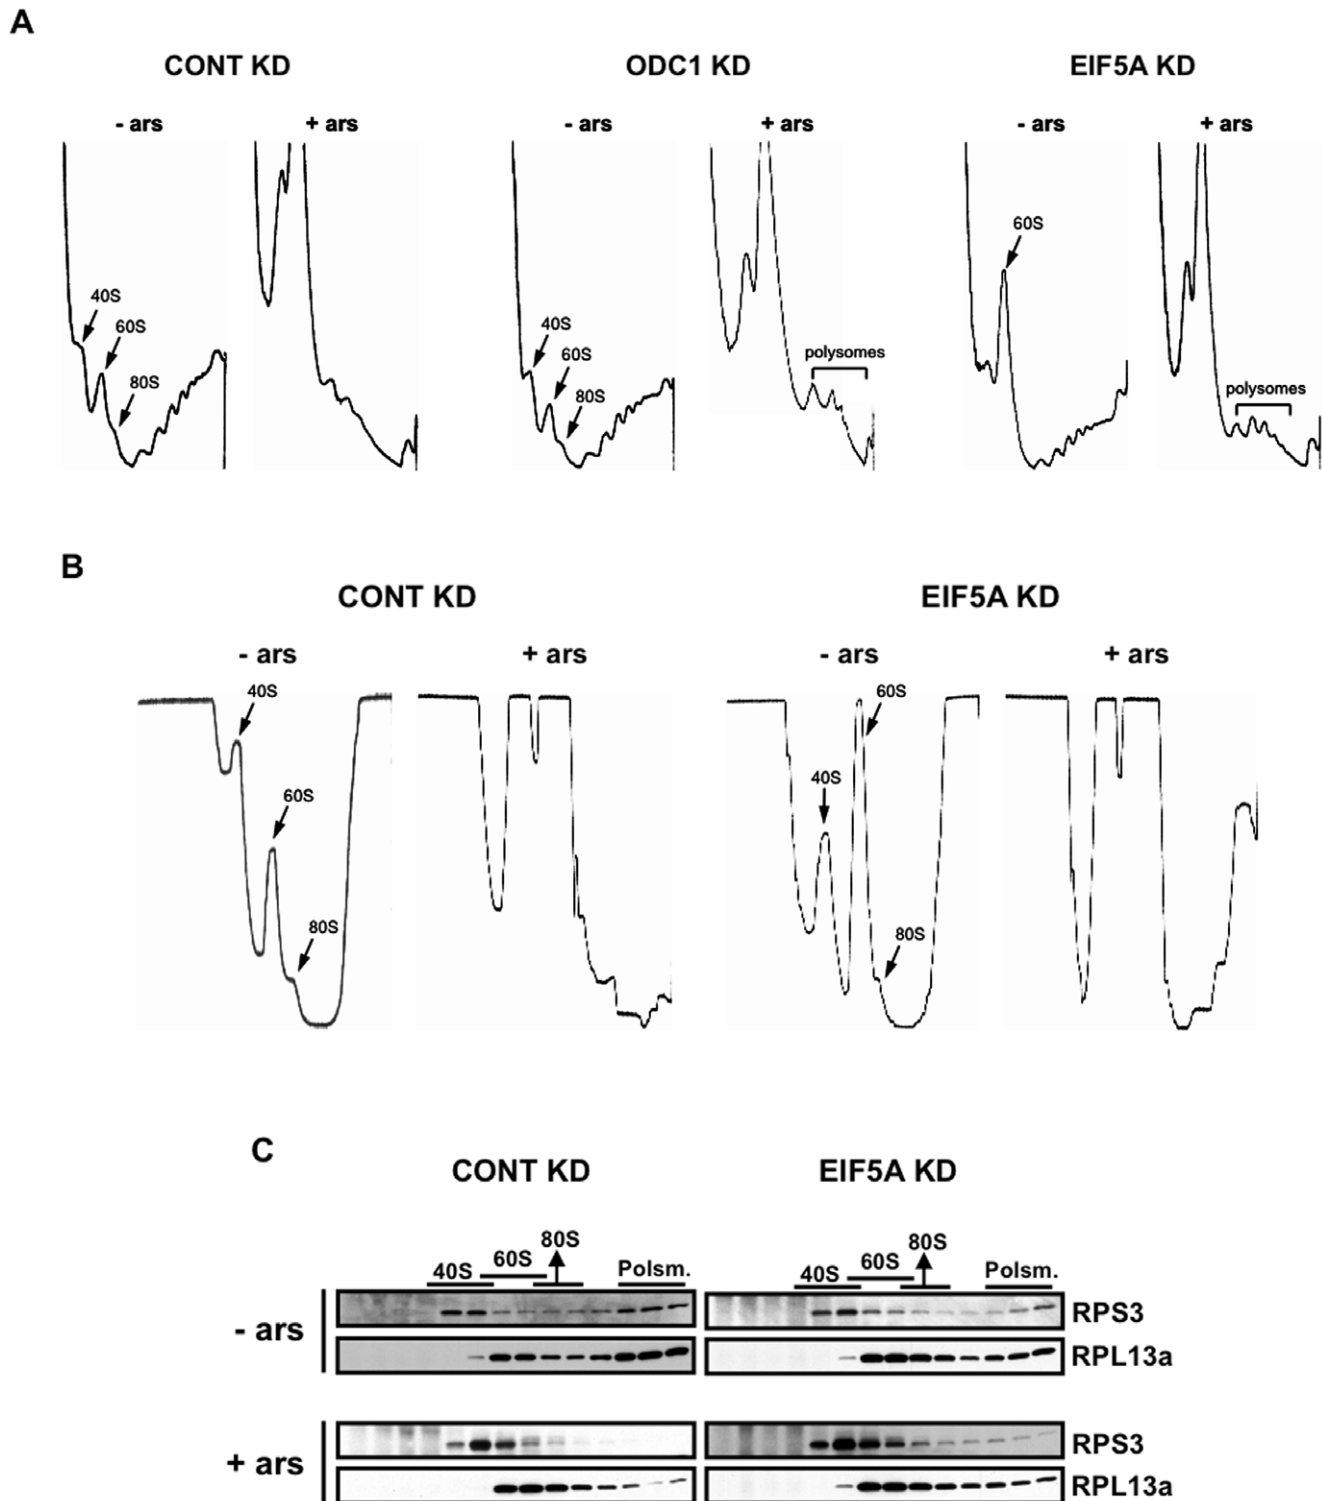 A
CONT KD
ODC1 KD
EIF5A KD
- ars
+ ars
- ars
+ ars
- ars
+ ars
40S
60S
80S
40S
60S
80S
polysomes
60S
polysomes
B
CONT KD
EIF5A KD
- ars
+ ars
- ars
+ ars
40S
60S
80S
60S
40S
80S
C
CONT KD
EIF5A KD
40S
60S
80S
Polsm.
40S
60S
80S
Polsm.
- ars
RPS3
RPL13a
+ ars
RPS3
RPL13a